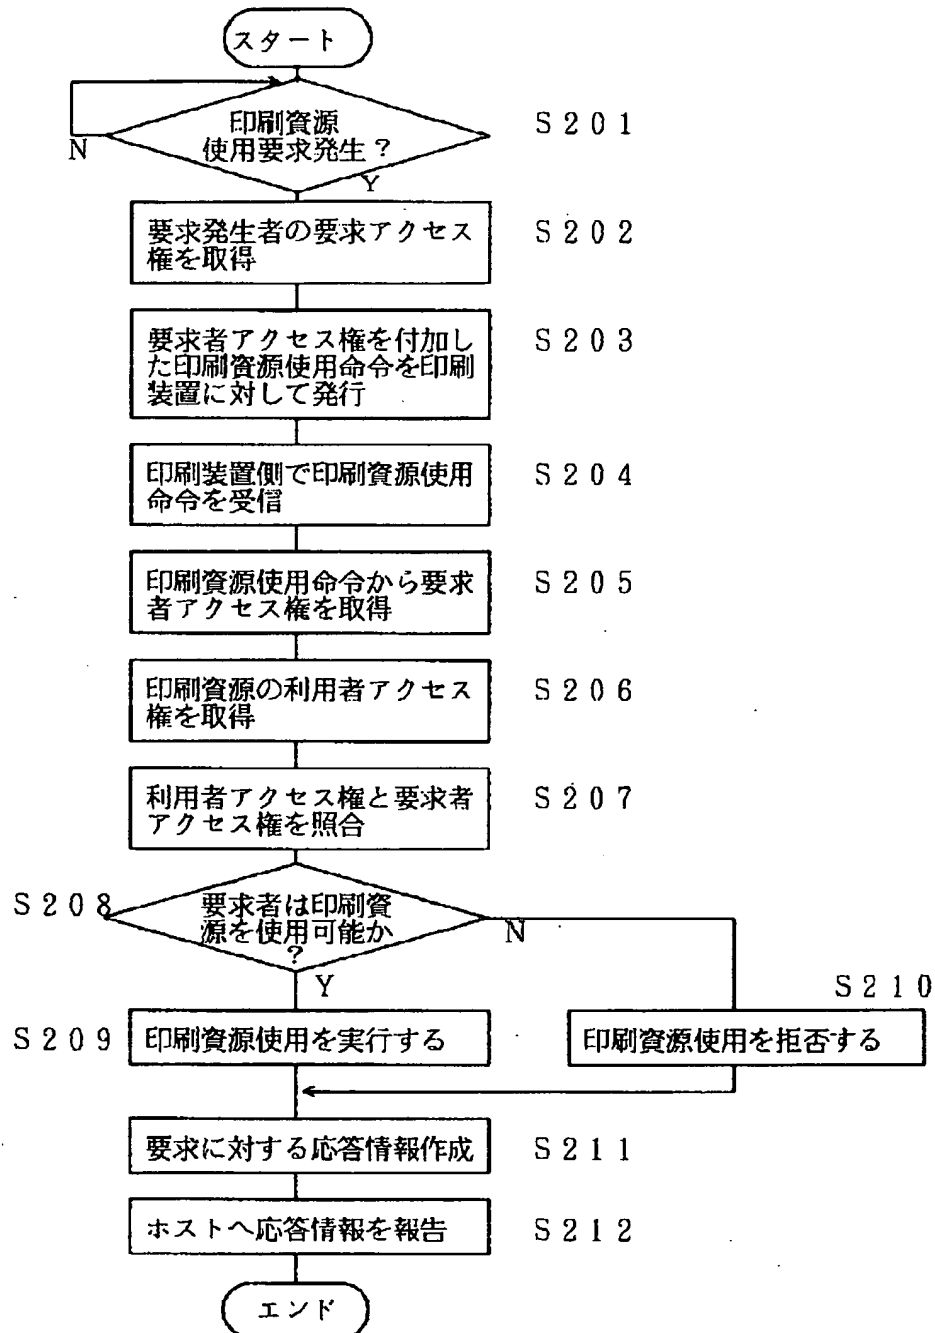 スタート
印刷資源
使用要求発生？
S201
N
Y
要求発生者の要求アクセス
権を取得
S202
要求者アクセス権を付加し
た印刷資源使用命令を印刷
装置に対して発行
S203
印刷装置側で印刷資源使用
命令を受信
S204
印刷資源使用命令から要求
者アクセス権を取得
S205
印刷資源の利用者アクセス
権を取得
S206
利用者アクセス権と要求者
アクセス権を照合
S207
S208
要求者は印刷資
源を使用可能か
？
N
Y
S210
S209
印刷資源使用を実行する
印刷資源使用を拒否する
要求に対する応答情報作成
S211
ホストへ応答情報を報告
S212
エンド